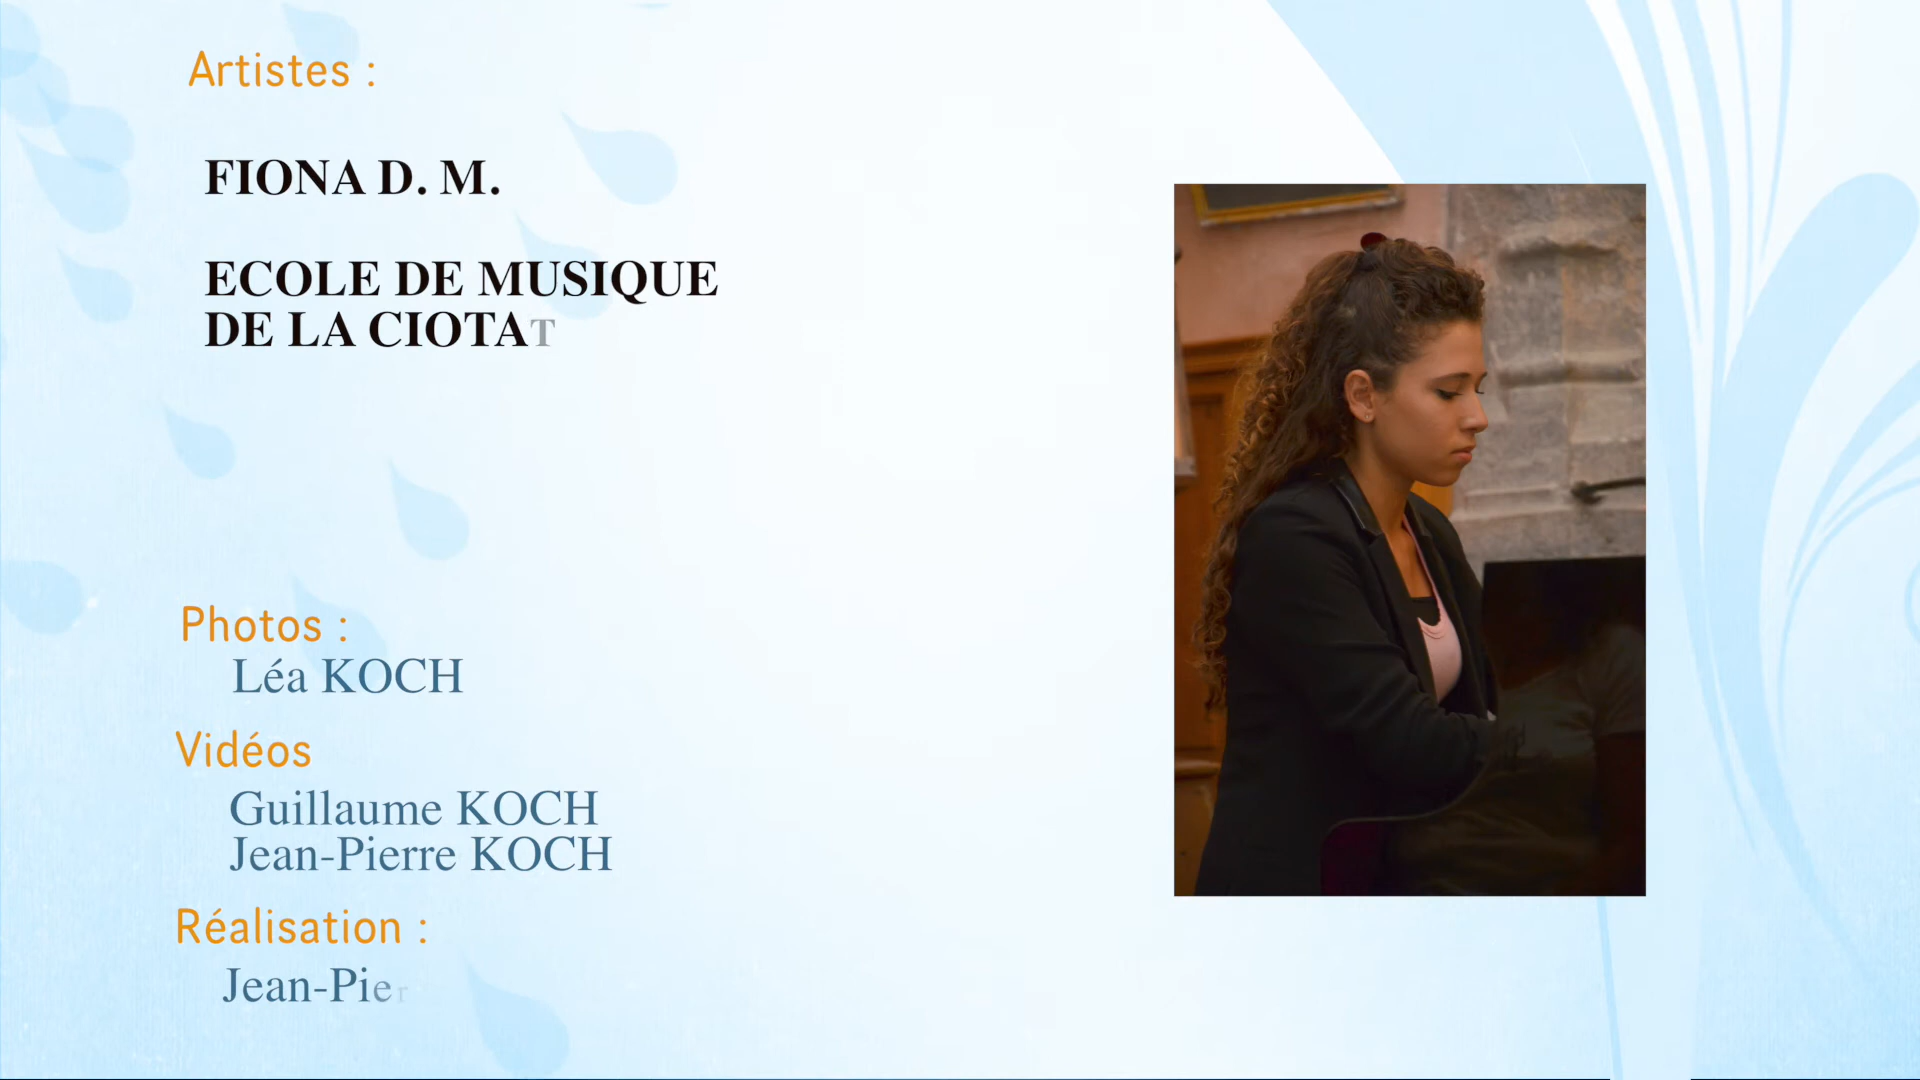 Artistes :
FIONA D. M.
ECOLE DE MUSIQUE
DE LA CIOTAT
Photos :
Léa KOCH
Vidéos
Guillaume KOCH
Jean-Pierre KOCH
Réalisation :
Jean-Pier